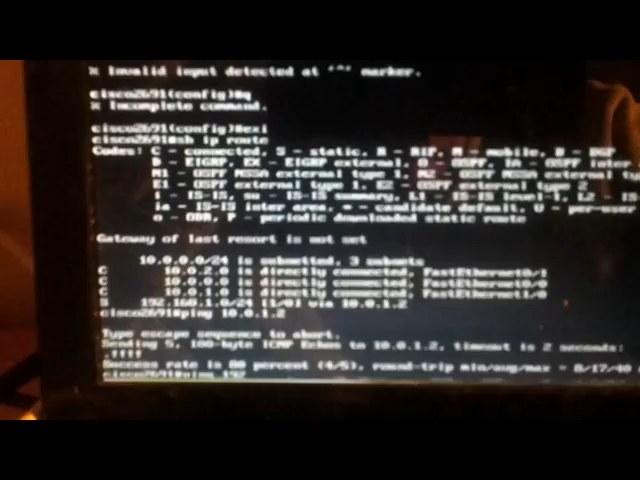 % Invalid input detected at '^' marker.
cisco2691(config)#q
% Incomplete command.
cisco2691(config)#exi
cisco2691#sh ip route
Codes: C - connected, S - static, R - RIP, M - mobile, B - BGP
D - EIGRP, EX - EIGRP external, O - OSPF, IA - OSPF inter
N1 - OSPF NSSA external type 1, N2 - OSPF NSSA external ty
E1 - OSPF external type 1, E2 - OSPF external type 2
i - IS-IS, su - IS-IS summary, L1 - IS-IS level-1, L2 - IS
ia - IS-IS inter area, * - candidate default, U - per-user
o - ODR, P - periodic downloaded static route
Gateway of last resort is not set
10.0.0.0/24 is subnetted, 3 subnets
C 10.0.2.0 is directly connected, FastEthernet0/1
C 10.0.0.0 is directly connected, FastEthernet0/0
C 10.0.1.0 is directly connected, FastEthernet1/0
S 192.168.1.0/24 [1/0] via 10.0.1.2
cisco2691#ping 10.0.1.2
Type escape sequence to abort.
Sending 5, 100-byte ICMP Echos to 10.0.1.2, timeout is 2 seconds:
.!!!!
Success rate is 80 percent (4/5), round-trip min/avg/max = 8/17/40
cisco2691#ping 192